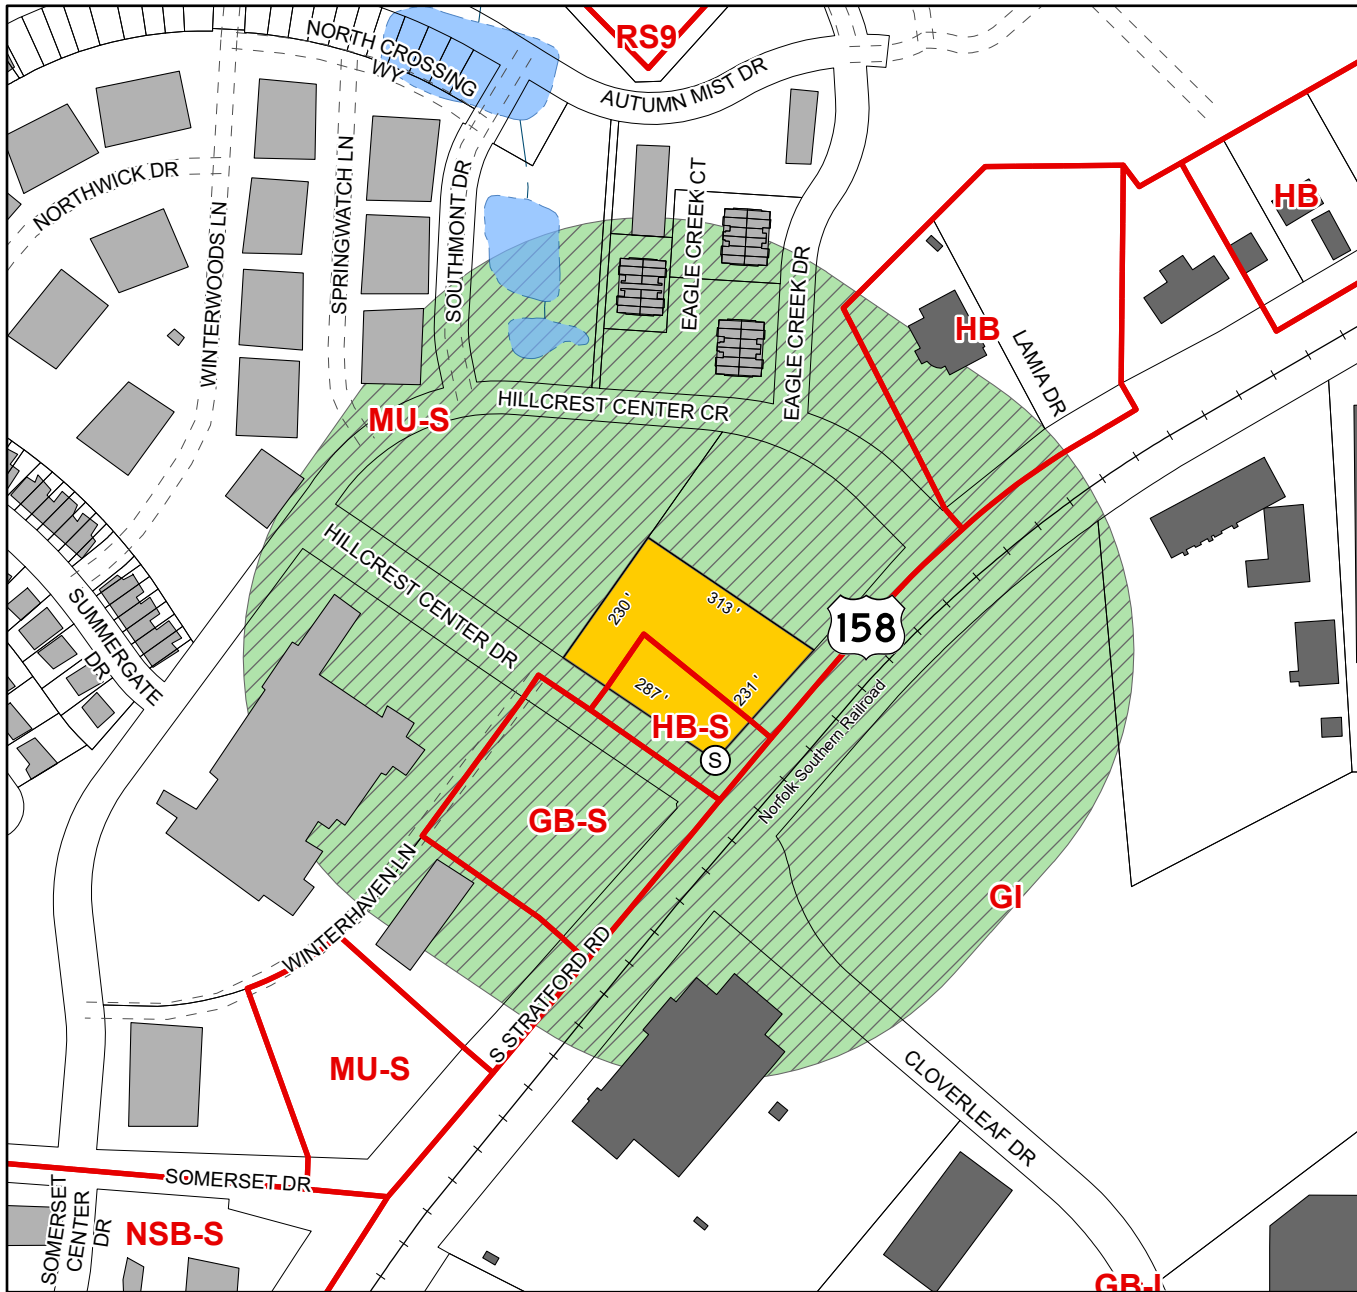 RS9
NORTH CROSSING
WY
AUTUMN MIST DR
NORTHWICK DR
WINTERWOODS LN
SPRINGWATCH LN
SOUTHMONT DR
EAGLE CREEK CT
EAGLE CREEK DR
HB
HB
LAMIA DR
MU-S
HILLCREST CENTER CR
HILLCREST CENTER DR
230 '
313 '
287 '
231 '
158
SUMMERGATE
DR
HB-S
S
Norfolk Southern Railroad
GB-S
GI
WINTERHAVEN LN
S STRATFORD RD
MU-S
CLOVERLEAF DR
SOMERSET DR
SOMERSET
CENTER
DR
NSB-S